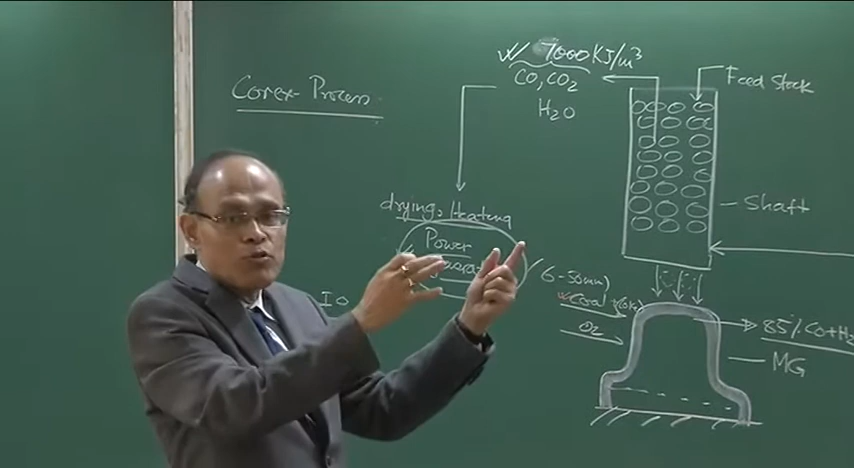 Corex- Process
7000 KJ/m³
CO, CO₂
H₂O
Feed Stock
drying, Heating
Power
Shaft
6-50mm)
Coal
O₂
85% Co+H₂
MG
Io